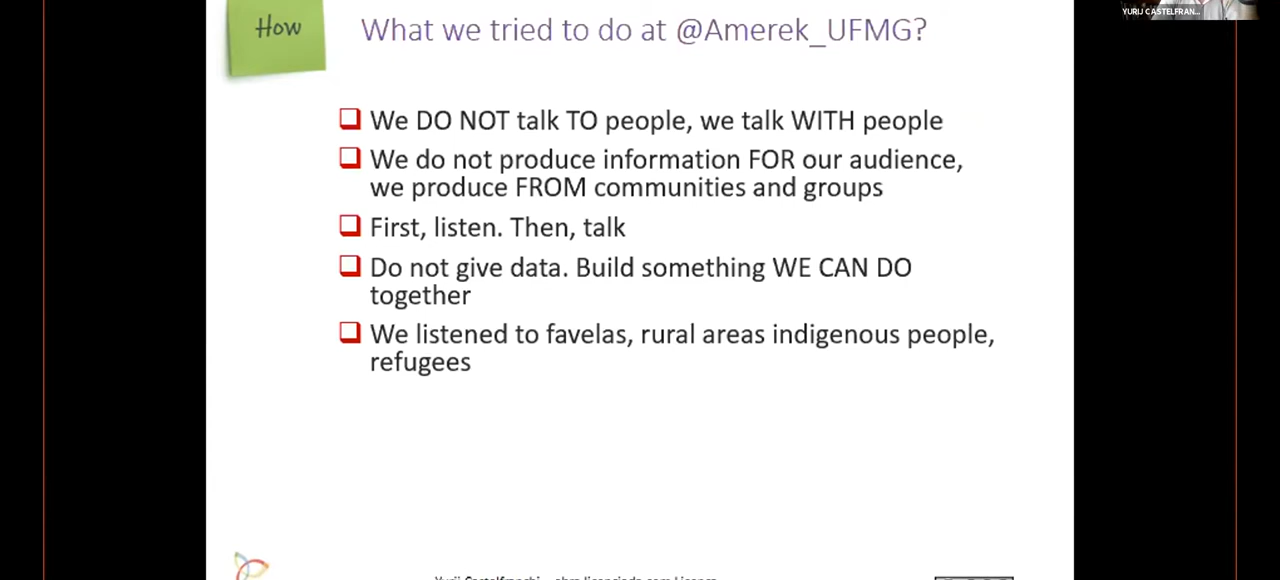 YURIJ CASTELFRAN...
How
What we tried to do at @Amerek_UFMG?
We DO NOT talk TO people, we talk WITH people
We do not produce information FOR our audience,
we produce FROM communities and groups
First, listen. Then, talk
Do not give data. Build something WE CAN DO
together
We listened to favelas, rural areas indigenous people,
refugees